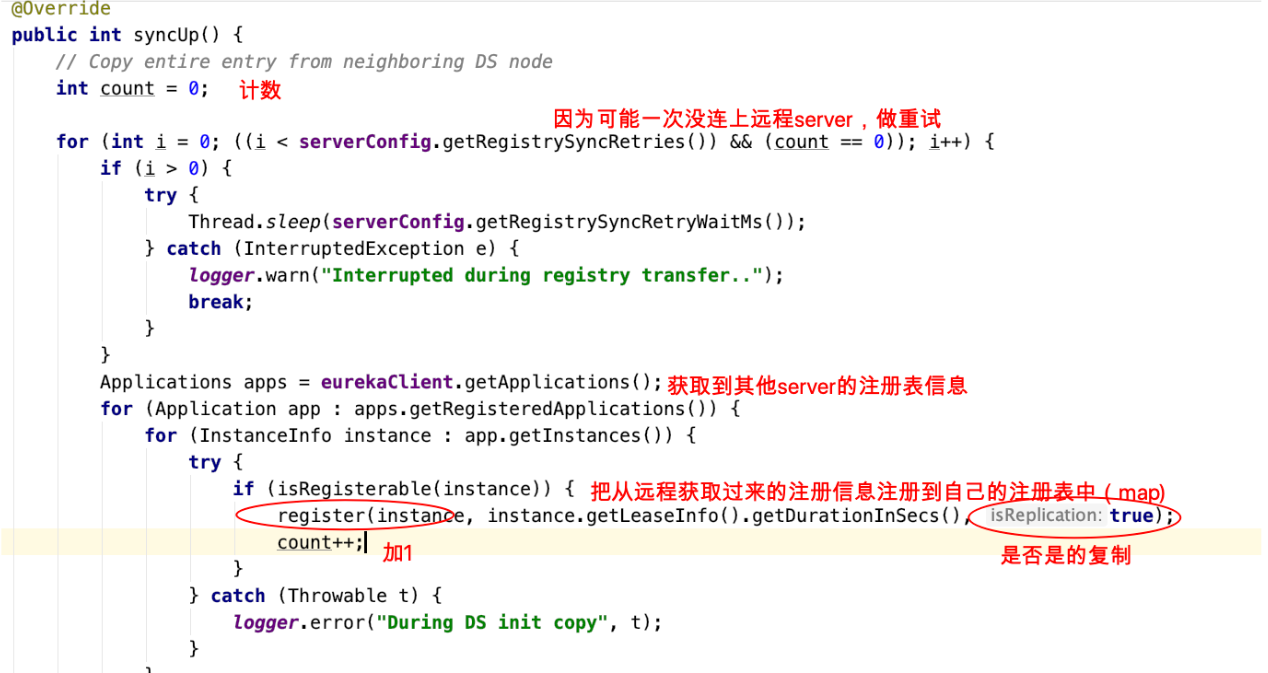 @Override
public int syncUp() {
// Copy entire entry from neighboring DS node
int count = 0; 计数
因为可能一次没连上远程server，做重试
for (int i = 0; ((i < serverConfig.getRegistrySyncRetries()) && (count == 0)); i++) {
if (i > 0) {
try {
Thread.sleep(serverConfig.getRegistrySyncRetryWaitMs());
} catch (InterruptedException e) {
logger.warn("Interrupted during registry transfer..");
break;
}
}
Applications apps = eurekaClient.getApplications(); 获取到其他server的注册表信息
for (Application app : apps.getRegisteredApplications()) {
for (InstanceInfo instance : app.getInstances()) {
try {
if (isRegisterable(instance)) { 把从远程获取过来的注册信息注册到自己的注册表中（map)
register(instance, instance.getLeaseInfo().getDurationInSecs(), isReplication: true);
count++; 加1
是否是的复制
}
} catch (Throwable t) {
logger.error("During DS init copy", t);
}
}